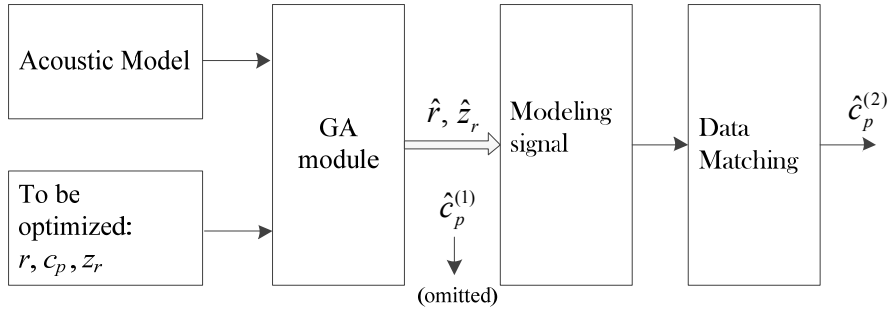 Acoustic Model
To be
optimized:
r, c_p, z_r
GA
module
r̂, ẑ_r
ĉ_p^(1)
(omitted)
Modeling
signal
Data
Matching
ĉ_p^(2)